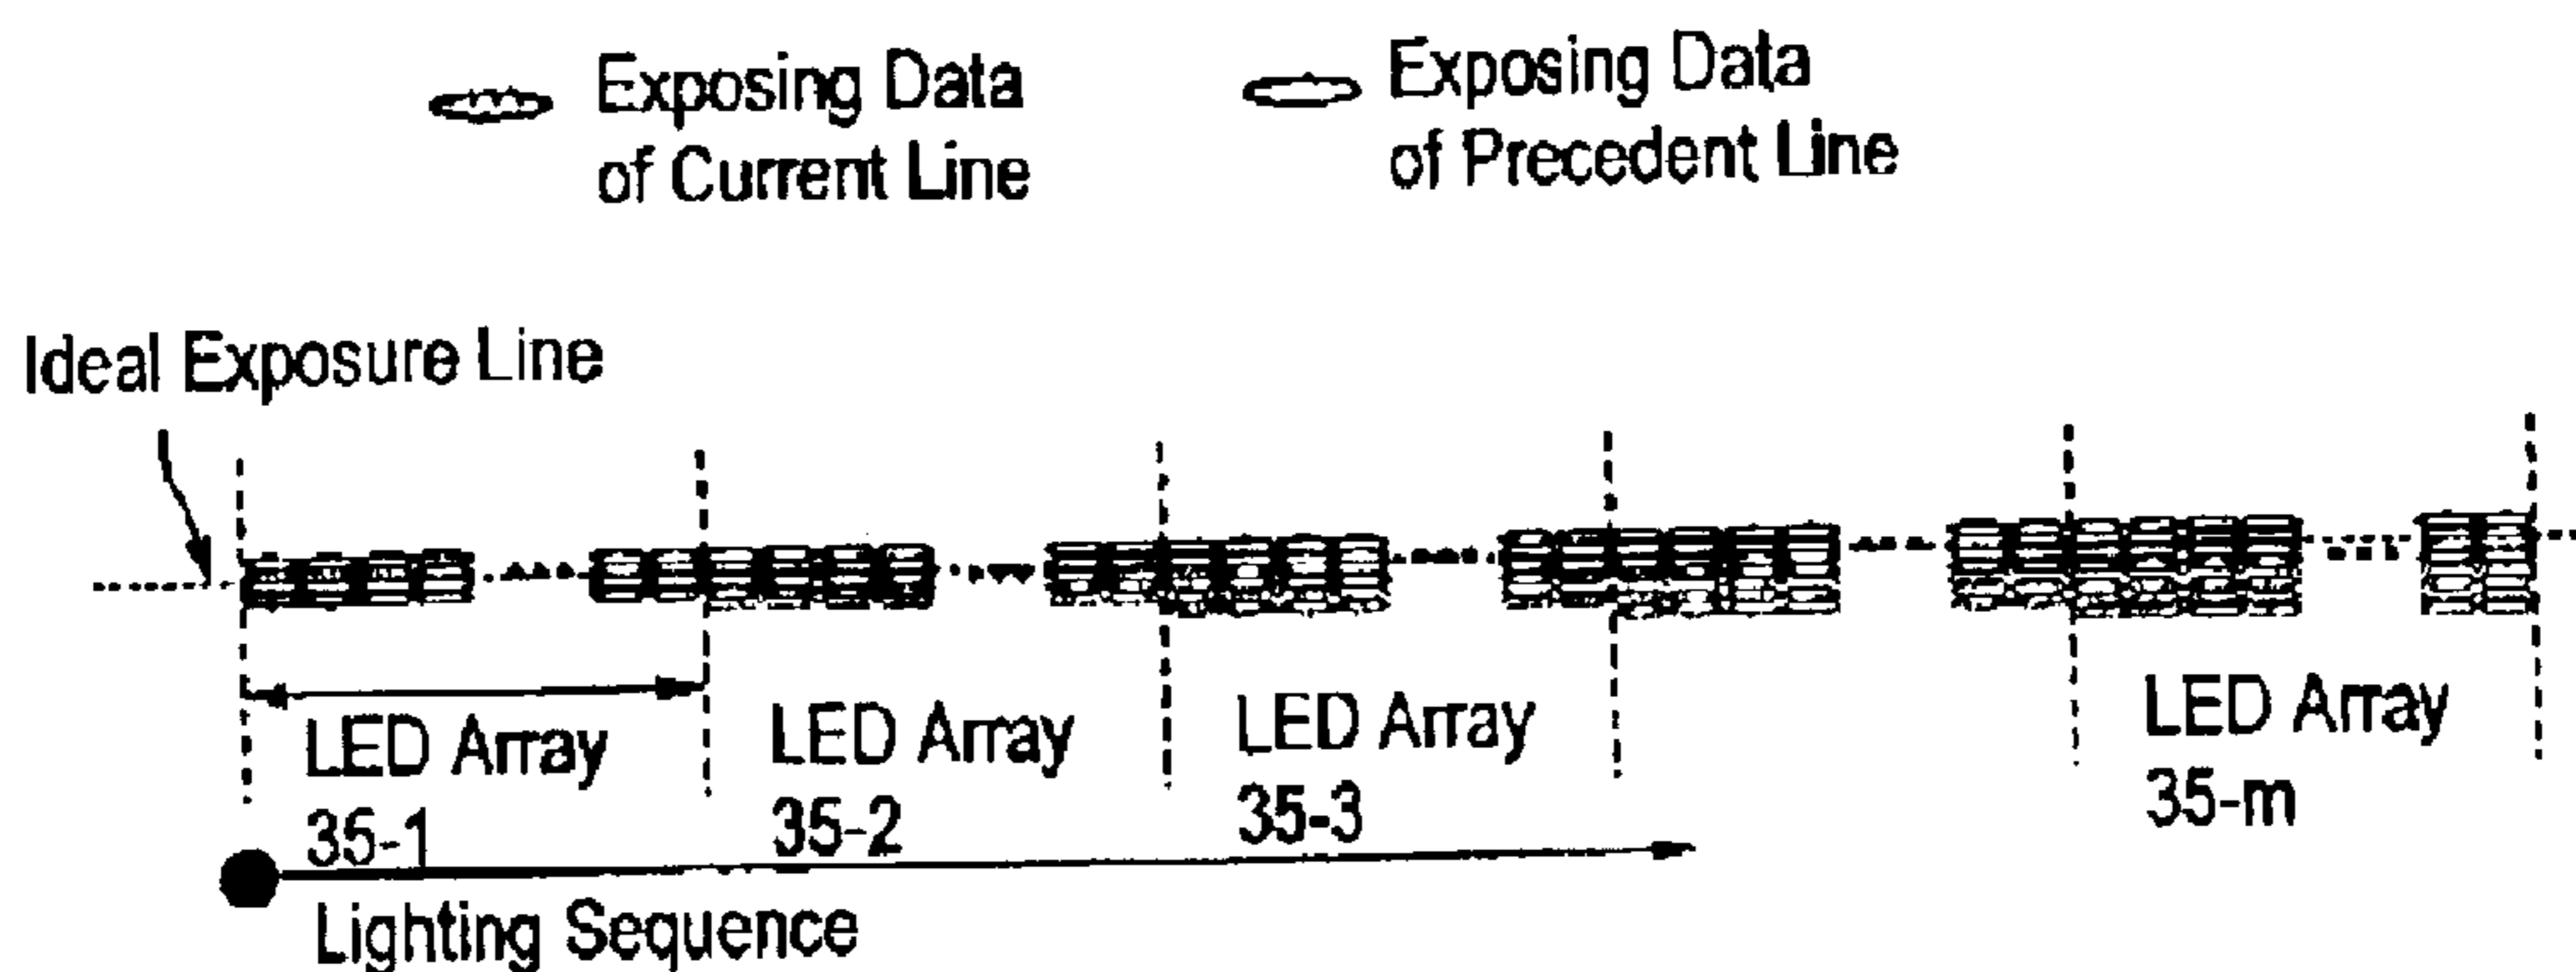 Exposing Data
of Current Line
Exposing Data
of Precedent Line
Ideal Exposure Line
LED Array
35-1
LED Array
35-2
LED Array
35-3
LED Array
35-m
Lighting Sequence